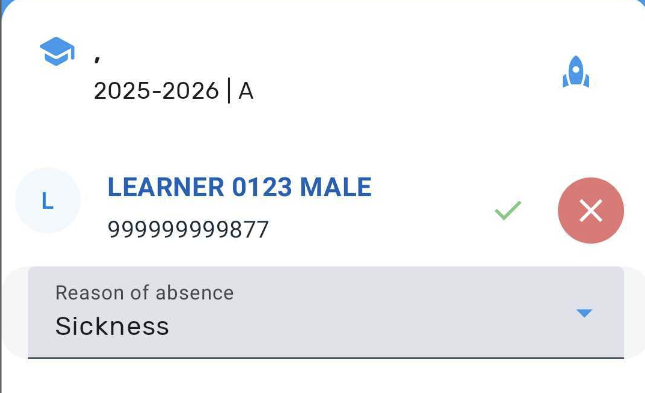 ,
2025-2026 | A
L
LEARNER 0123 MALE
999999999877
Reason of absence
Sickness